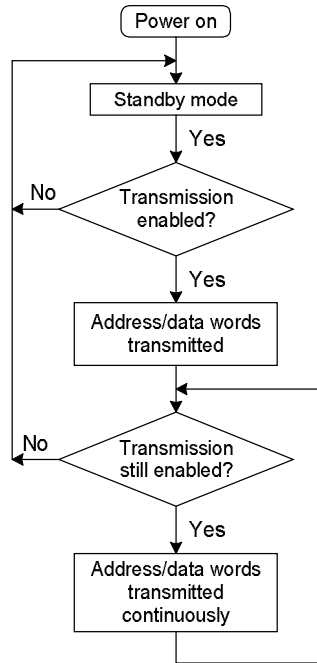 Power on
Standby mode
Yes
No
Transmission
enabled?
Yes
Address/data words
transmitted
No
Transmission
still enabled?
Yes
Address/data words
transmitted
continuously